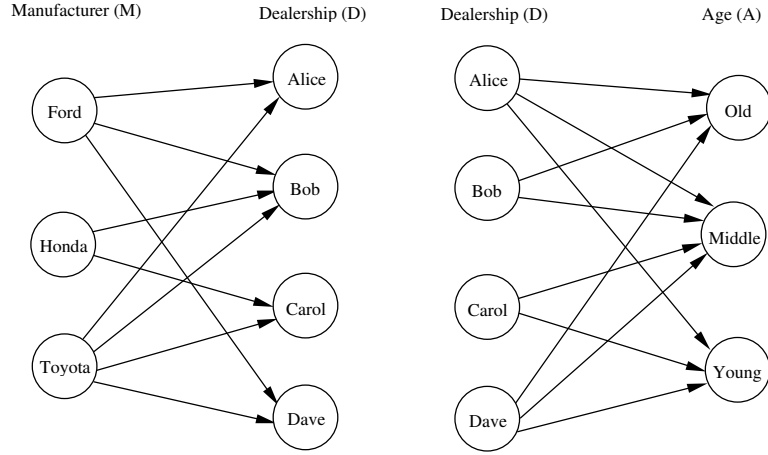 Manufacturer (M)
Dealership (D)
Ford
Honda
Toyota
Alice
Bob
Carol
Dave
Dealership (D)
Age (A)
Alice
Bob
Carol
Dave
Old
Middle
Young